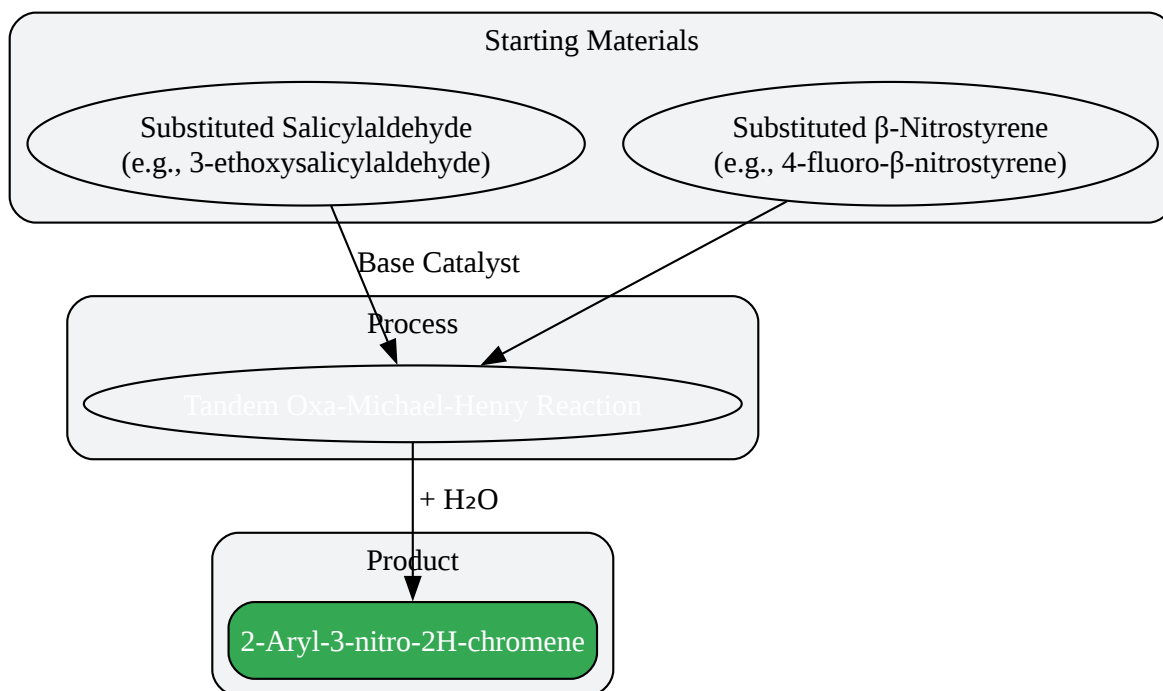 Starting Materials
Substituted Salicylaldehyde
(e.g., 3-ethoxysalicylaldehyde)
Substituted β-Nitrostyrene
(e.g., 4-fluoro-β-nitrostyrene)
Base Catalyst
Process
Tandem Oxa-Michael-Henry Reaction
+ H₂O
Product
2-Aryl-3-nitro-2H-chromene